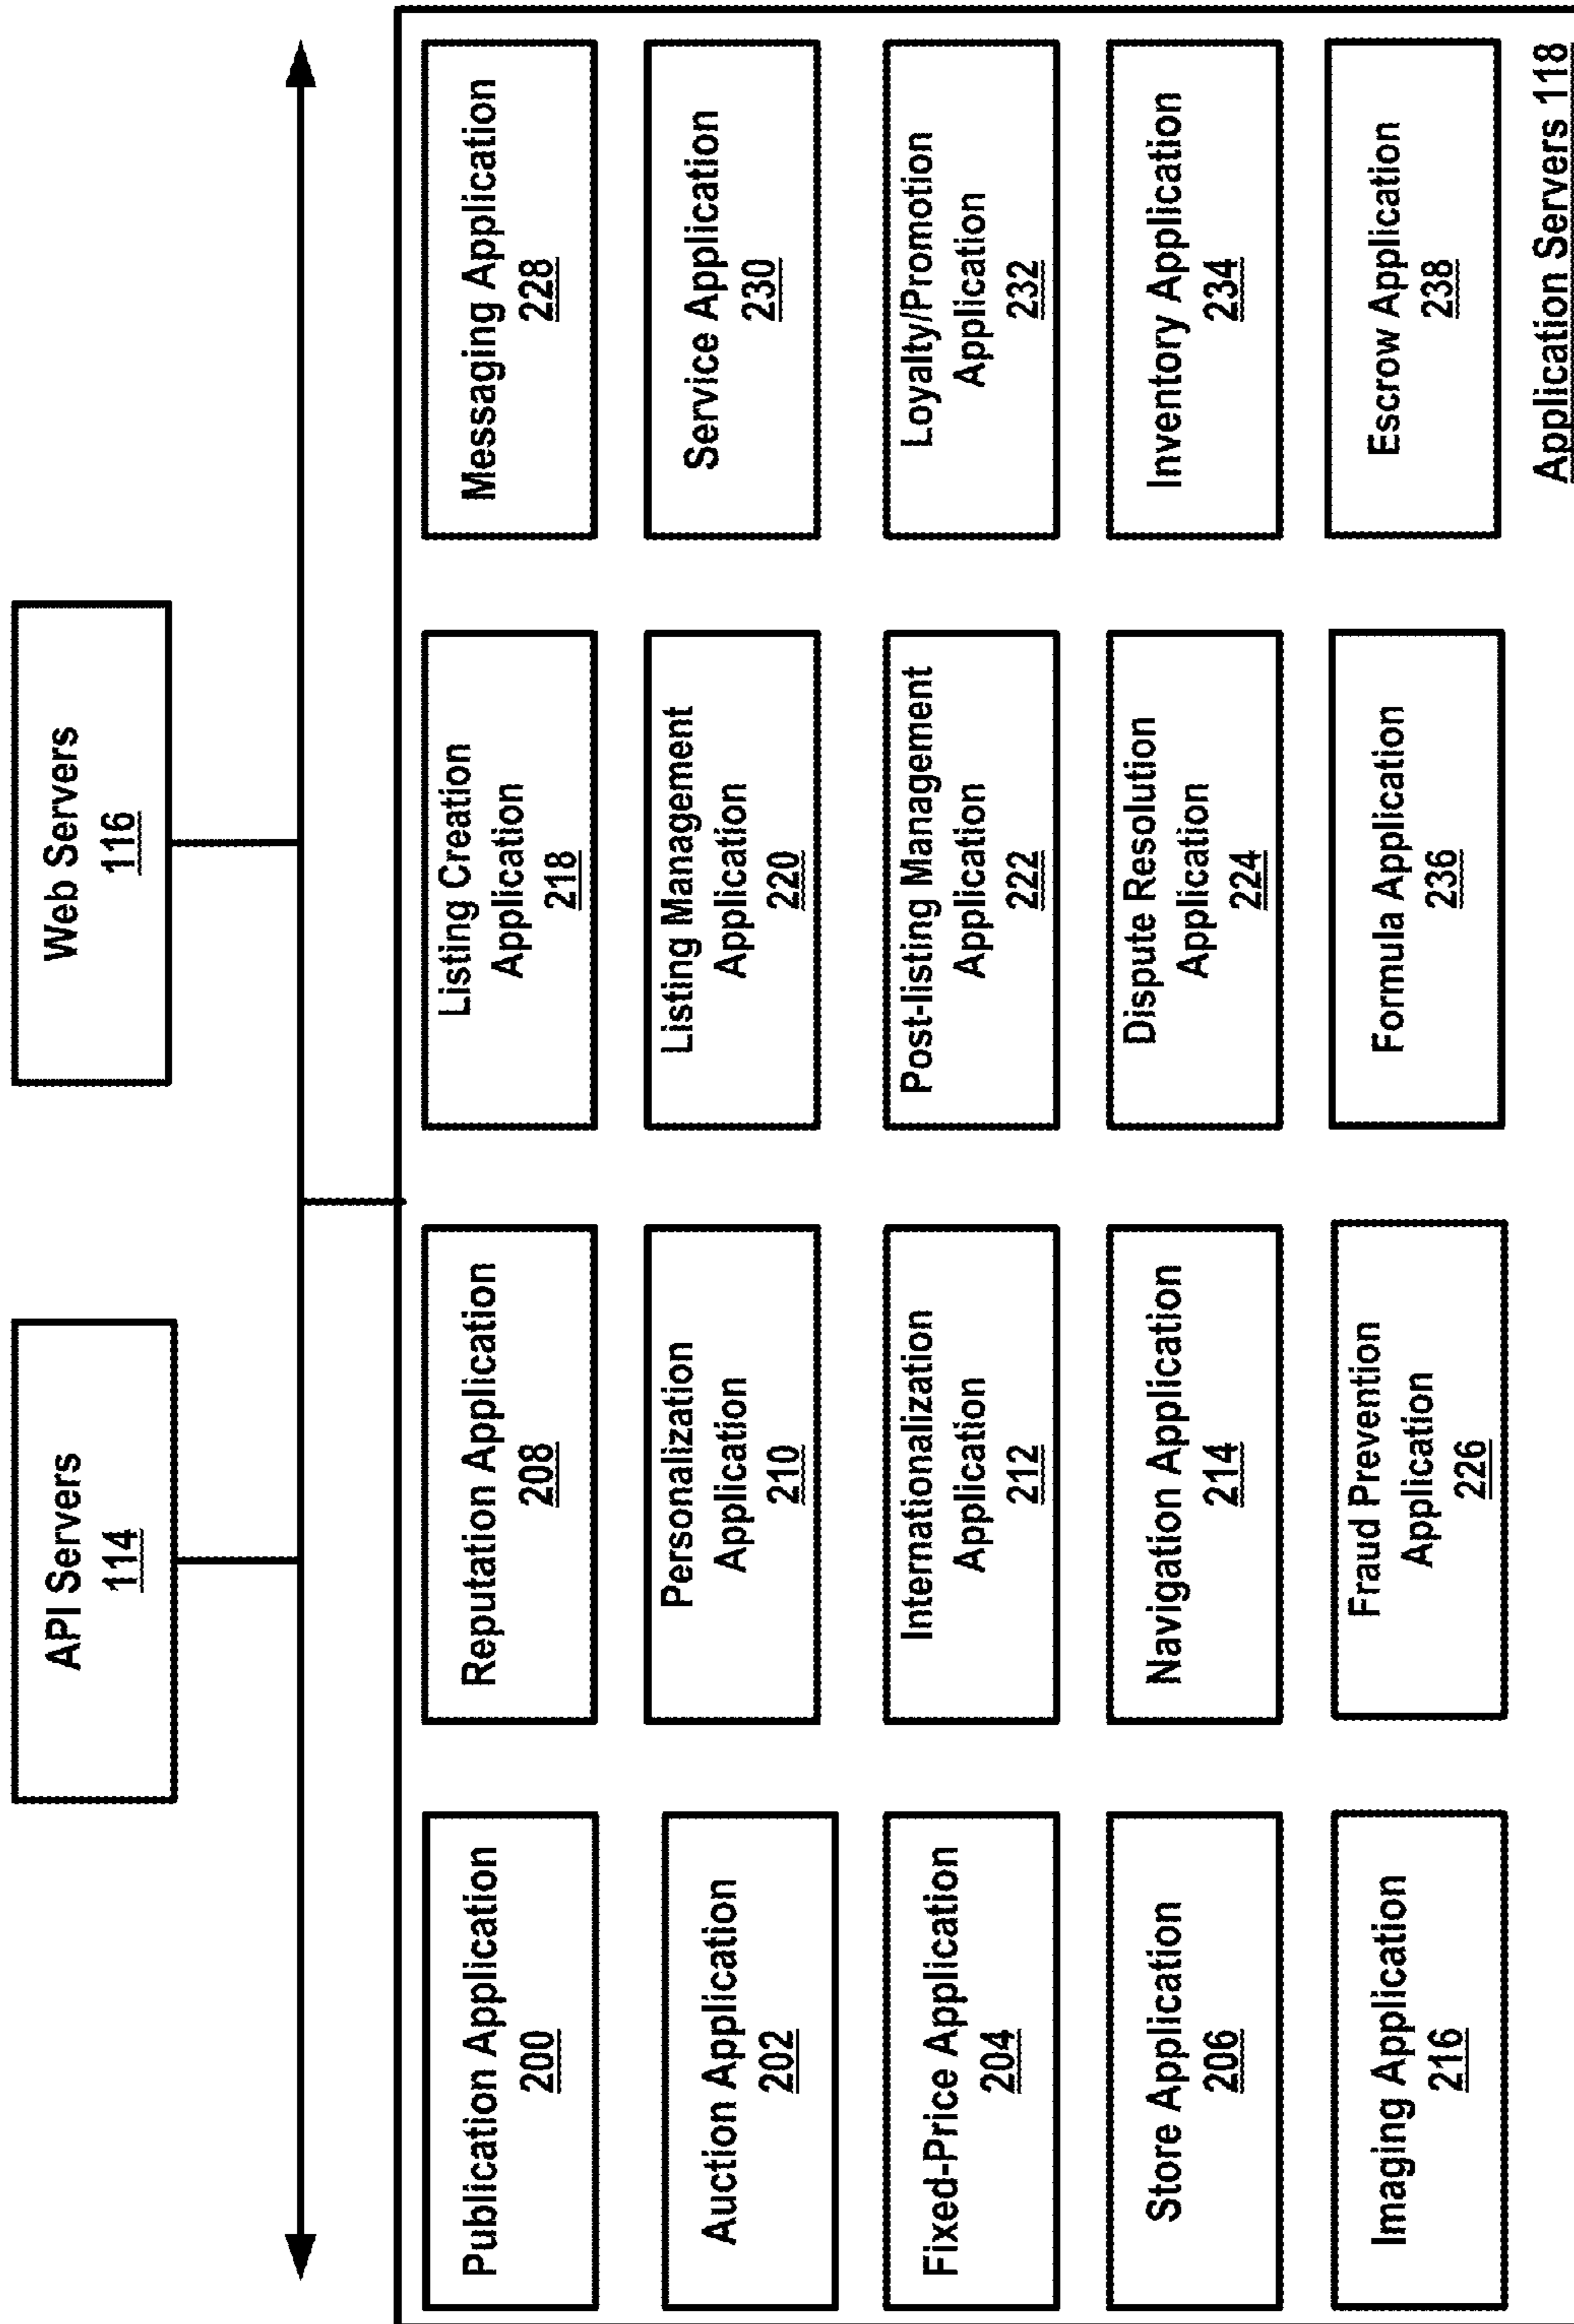 API Servers
114
Web Servers
116
Publication Application
200
Reputation Application
208
Listing Creation
Application
218
Messaging Application
228
Auction Application
202
Personalization
Application
210
Listing Management
Application
220
Service Application
230
Fixed-Price Application
204
Internationalization
Application
212
Post-listing Management
Application
222
Loyalty/Promotion
Application
232
Store Application
206
Navigation Application
214
Dispute Resolution
Application
224
Inventory Application
234
Imaging Application
216
Fraud Prevention
Application
226
Formula Application
236
Escrow Application
238
Application Servers 118